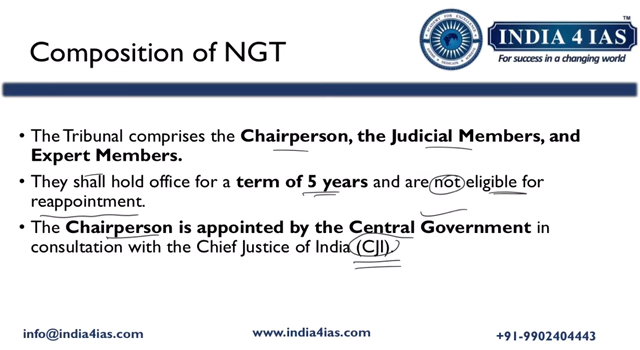 Composition of NGT
INDIA 4 IAS
TM
For success in a changing world
• The Tribunal comprises the Chairperson, the Judicial Members, and
Expert Members.
• They shall hold office for a term of 5 years and are not eligible for
reappointment.
• The Chairperson is appointed by the Central Government in
consultation with the Chief Justice of India (CJI).
info@india4ias.com
www.india4ias.com
+91-9902404443